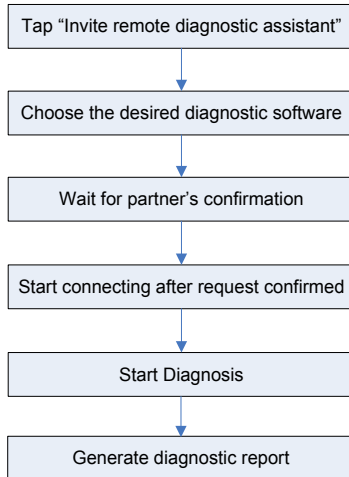 Tap “Invite remote diagnostic assistant”
Choose the desired diagnostic software
Wait for partner’s confirmation
Start connecting after request confirmed
Start Diagnosis
Generate diagnostic report